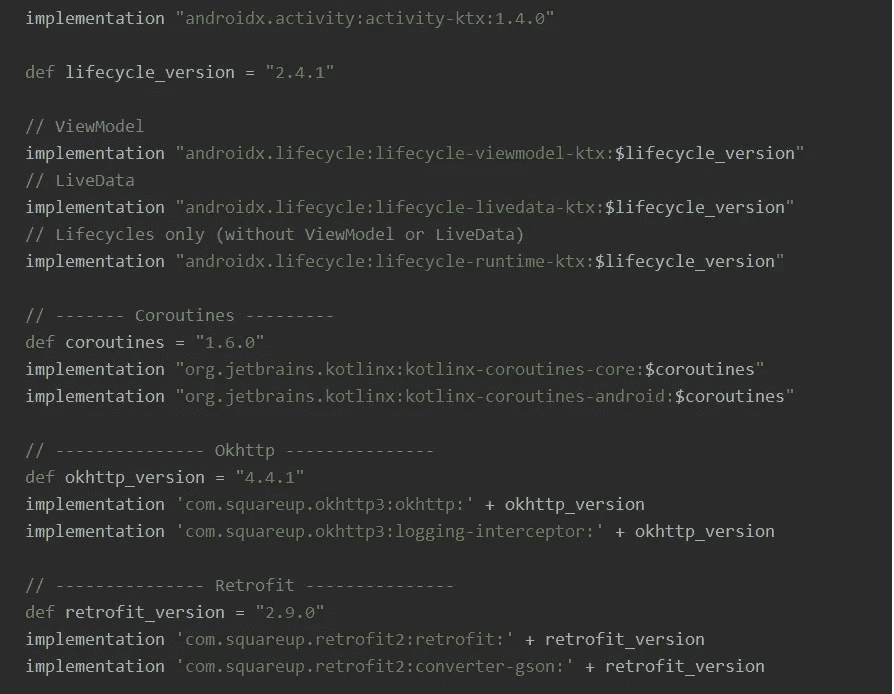 implementation "androidx.activity:activity-ktx:1.4.0"
def lifecycle_version = "2.4.1"
// ViewModel
implementation "androidx.lifecycle:lifecycle-viewmodel-ktx:$lifecycle_version"
// LiveData
implementation "androidx.lifecycle:lifecycle-livedata-ktx:$lifecycle_version"
// Lifecycles only (without ViewModel or LiveData)
implementation "androidx.lifecycle:lifecycle-runtime-ktx:$lifecycle_version"
// ------- Coroutines ---------
def coroutines = "1.6.0"
implementation "org.jetbrains.kotlinx:kotlinx-coroutines-core:$coroutines"
implementation "org.jetbrains.kotlinx:kotlinx-coroutines-android:$coroutines"
// --------------- Okhttp ---------------
def okhttp_version = "4.4.1"
implementation 'com.squareup.okhttp3:okhttp:' + okhttp_version
implementation 'com.squareup.okhttp3:logging-interceptor:' + okhttp_version
// --------------- Retrofit ---------------
def retrofit_version = "2.9.0"
implementation 'com.squareup.retrofit2:retrofit:' + retrofit_version
implementation 'com.squareup.retrofit2:converter-gson:' + retrofit_version